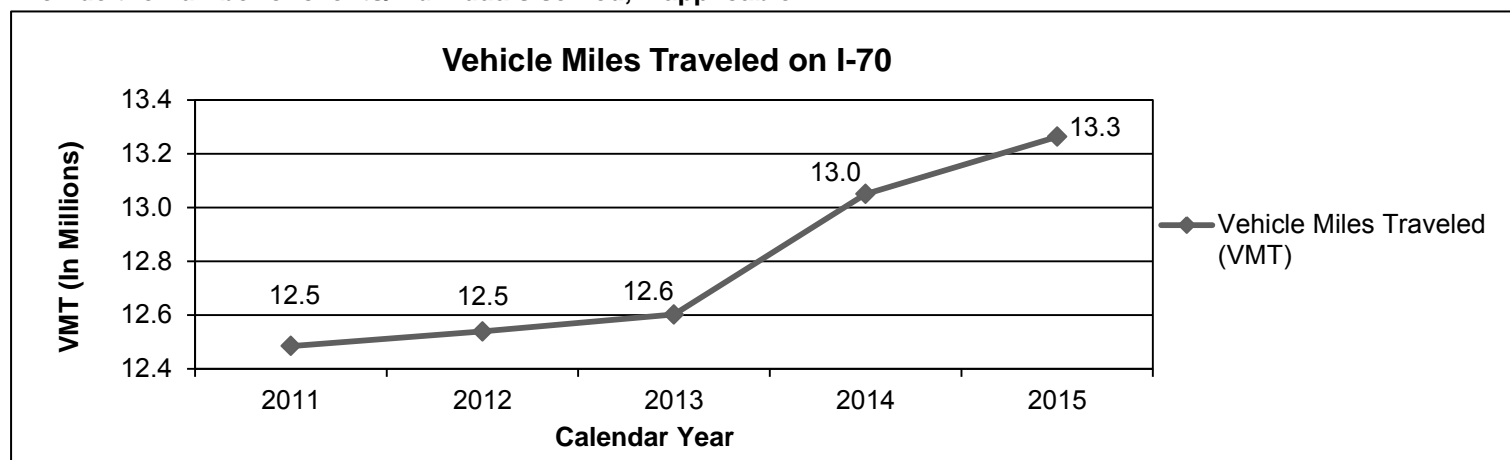 Vehicle Miles Traveled on I-70
13.4
13.2
13.0
12.8
12.6
12.4
VMT (In Millions)
12.5
12.5
12.6
13.0
13.3
2011 2012 2013 2014 2015
Calendar Year
Vehicle Miles Traveled
(VMT)